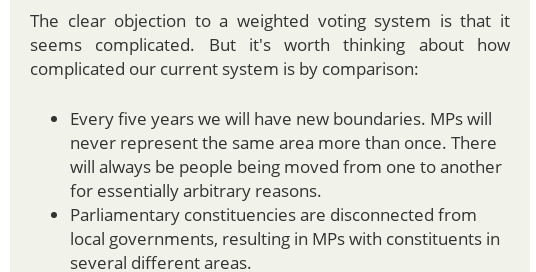 The clear objection to a weighted voting system is that it
seems complicated. But it's worth thinking about how
complicated our current system is by comparison:
• Every five years we will have new boundaries. MPs will
never represent the same area more than once. There
will always be people being moved from one to another
for essentially arbitrary reasons.
• Parliamentary constituencies are disconnected from
local governments, resulting in MPs with constituents in
several different areas.